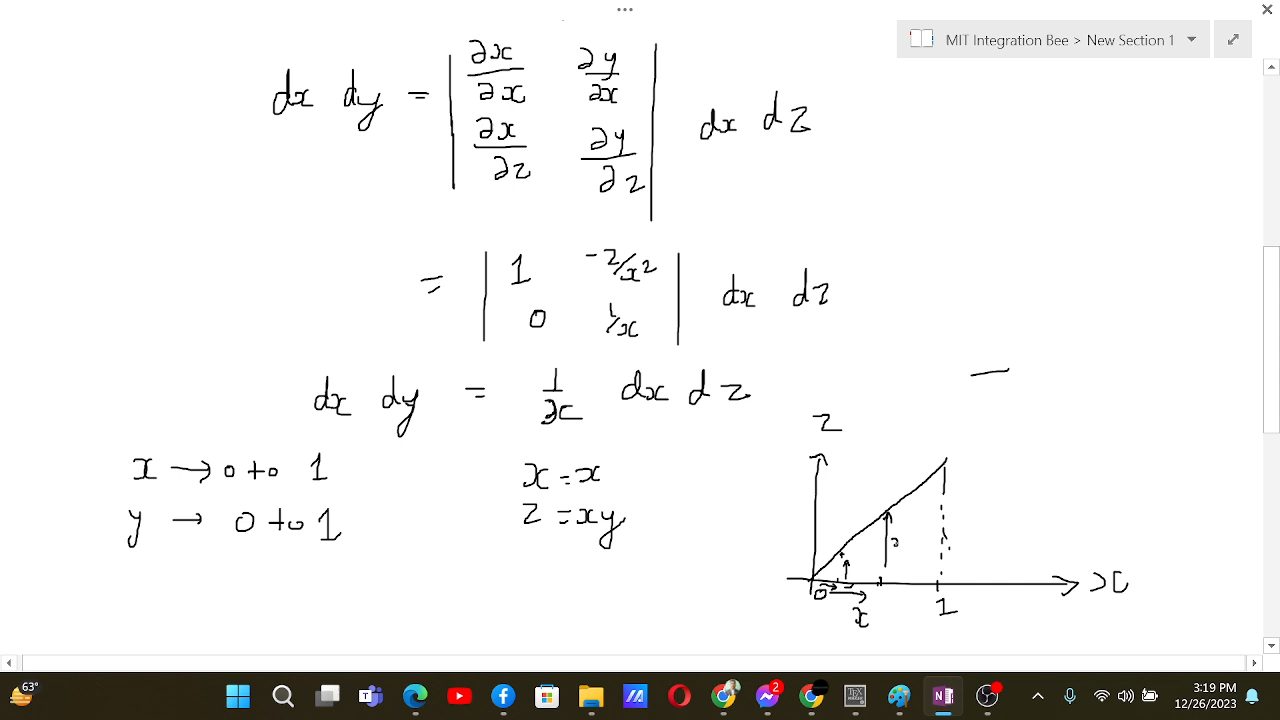 MIT Integration Bee > New Section 1
dx dy = | ∂x/∂x ∂y/∂x |
| ∂x/∂z ∂y/∂z | dx dz
= | 1 -z/x² |
| 0 1/x | dx dz
dx dy = 1/x dx dz
x → 0 to 1
x = x
y → 0 to 1
z = xy
z
x
0
x
1
63°
2
3:19 PM
12/26/2023